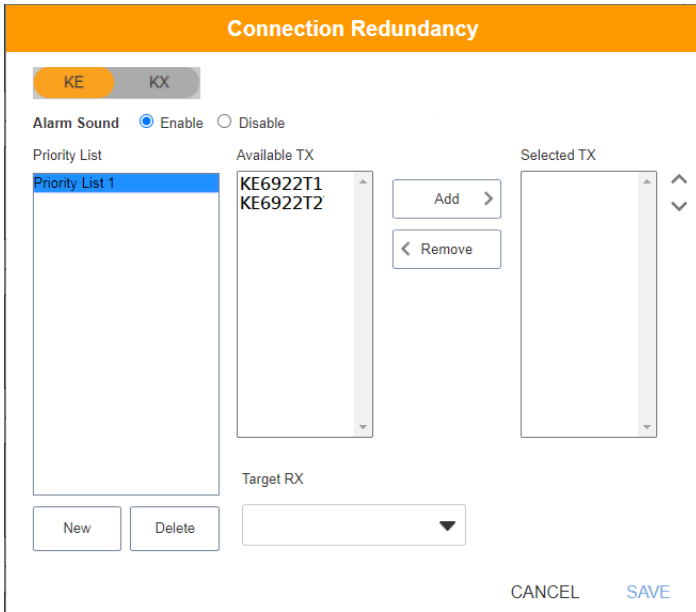 Connection Redundancy
KE KX
Alarm Sound Enable Disable
Priority List Available TX Selected TX
Priority List 1
KE6922T1
KE6922T2
Add
Remove
Target RX
New Delete
CANCEL SAVE